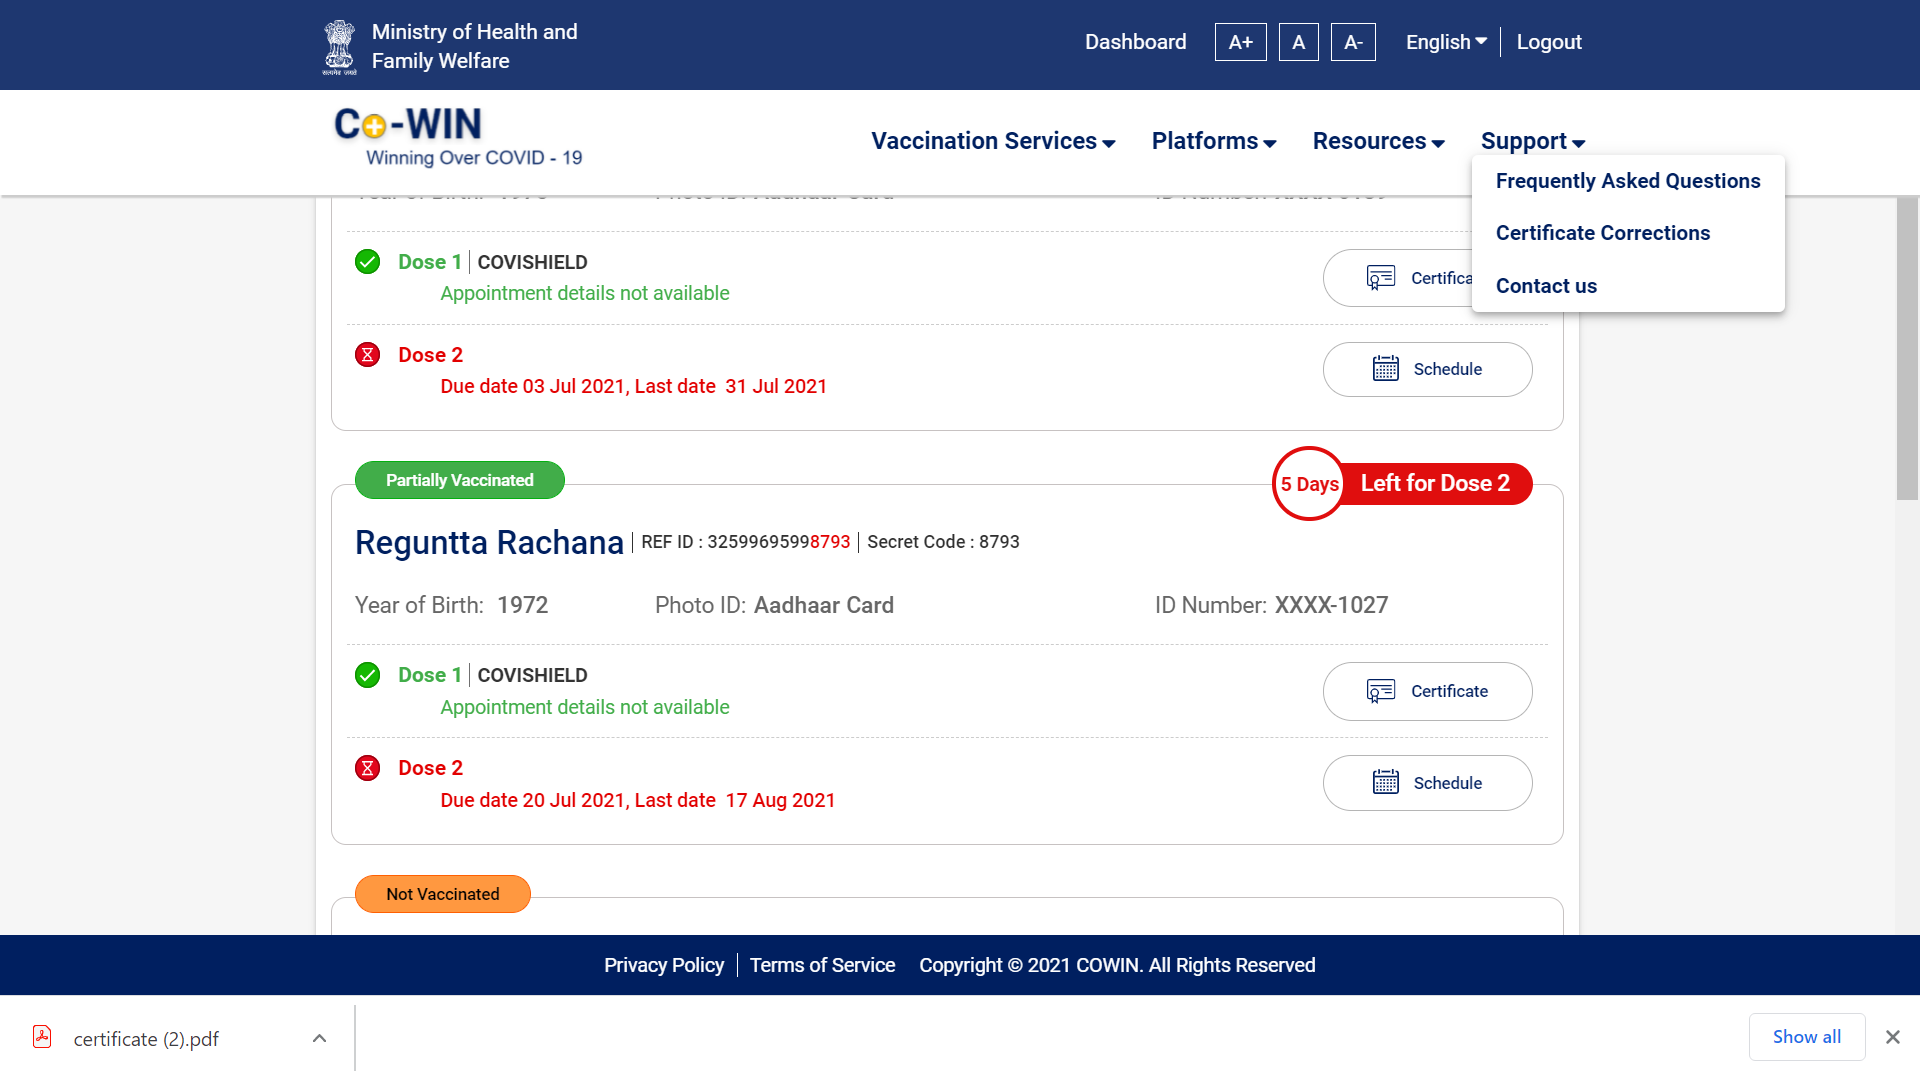 Ministry of Health and
Family Welfare
सत्यमेव जयते
Dashboard A+ A A- English Logout
Co-WIN
Winning Over COVID - 19
Vaccination Services Platforms Resources Support
Frequently Asked Questions
Certificate Corrections
Contact us
Dose 1 COVISHIELD
Appointment details not available
Dose 2
Due date 03 Jul 2021, Last date 31 Jul 2021
Schedule
Partially Vaccinated
5 Days Left for Dose 2
Reguntta Rachana REF ID : 32599695998793 Secret Code : 8793
Year of Birth: 1972 Photo ID: Aadhaar Card ID Number: XXXX-1027
Dose 1 COVISHIELD
Appointment details not available
Certificate
Dose 2
Due date 20 Jul 2021, Last date 17 Aug 2021
Schedule
Not Vaccinated
Privacy Policy Terms of Service Copyright © 2021 COWIN. All Rights Reserved
certificate (2).pdf
Show all